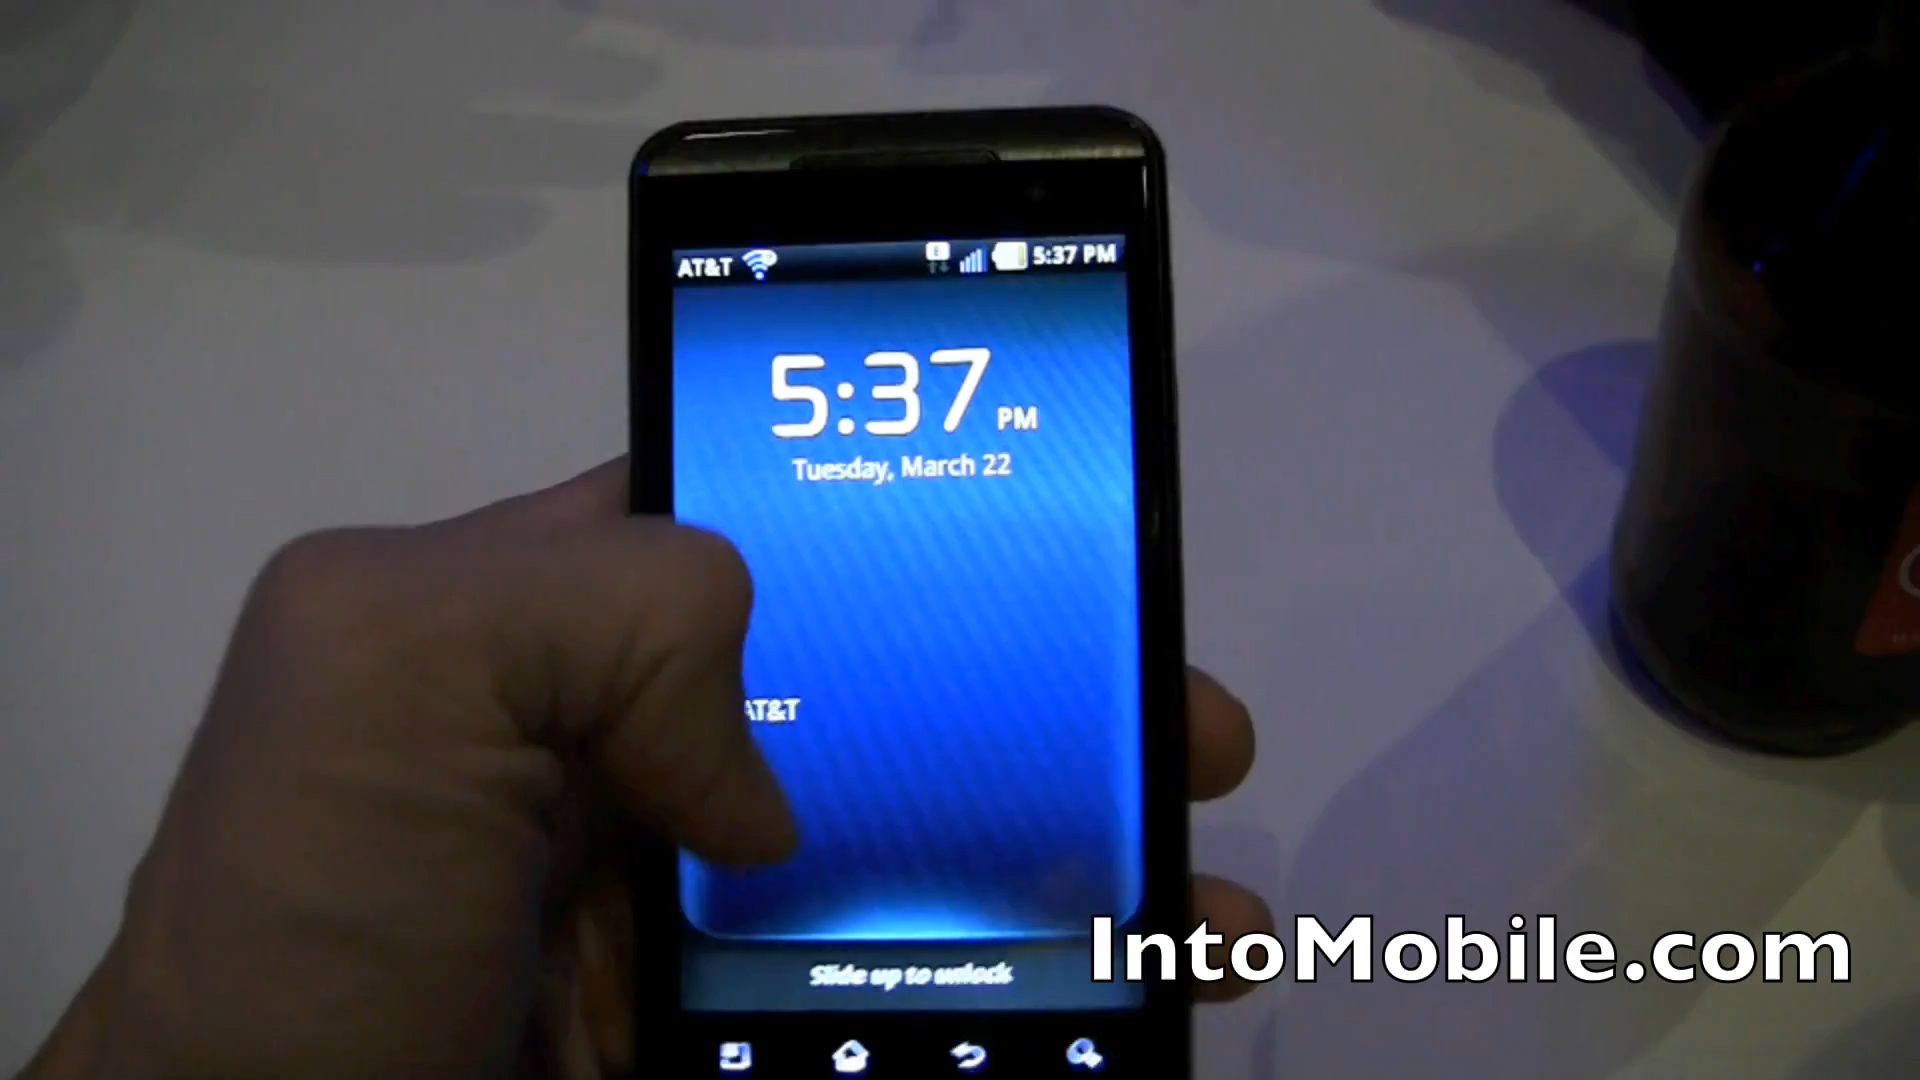 AT&T 5:37 PM
5:37 PM
Tuesday, March 22
AT&T
Slide up to unlock
IntoMobile.com